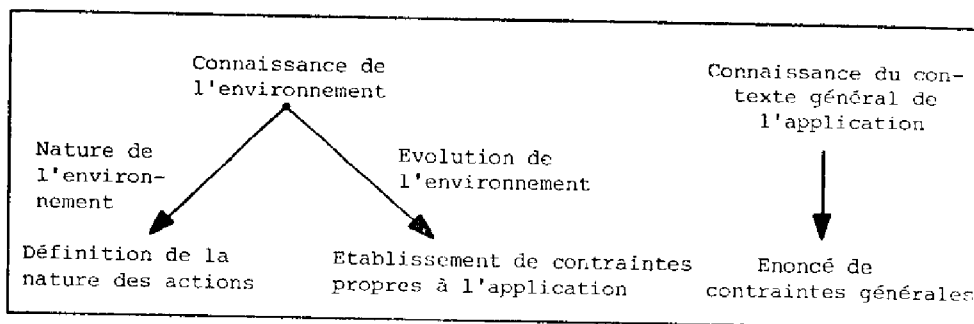 Connaissance de
l'environnement
Connaissance du con-
texte général de
l'application
Nature de
l'environ-
nement
Evolution de
l'environnement
Définition de la
nature des actions
Etablissement de contraintes
propres à l'application
Enoncé de
contraintes générales